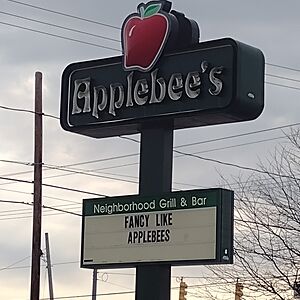 Applebee's
Neighborhood Grill & Bar
FANCY LIKE
APPLEBEES